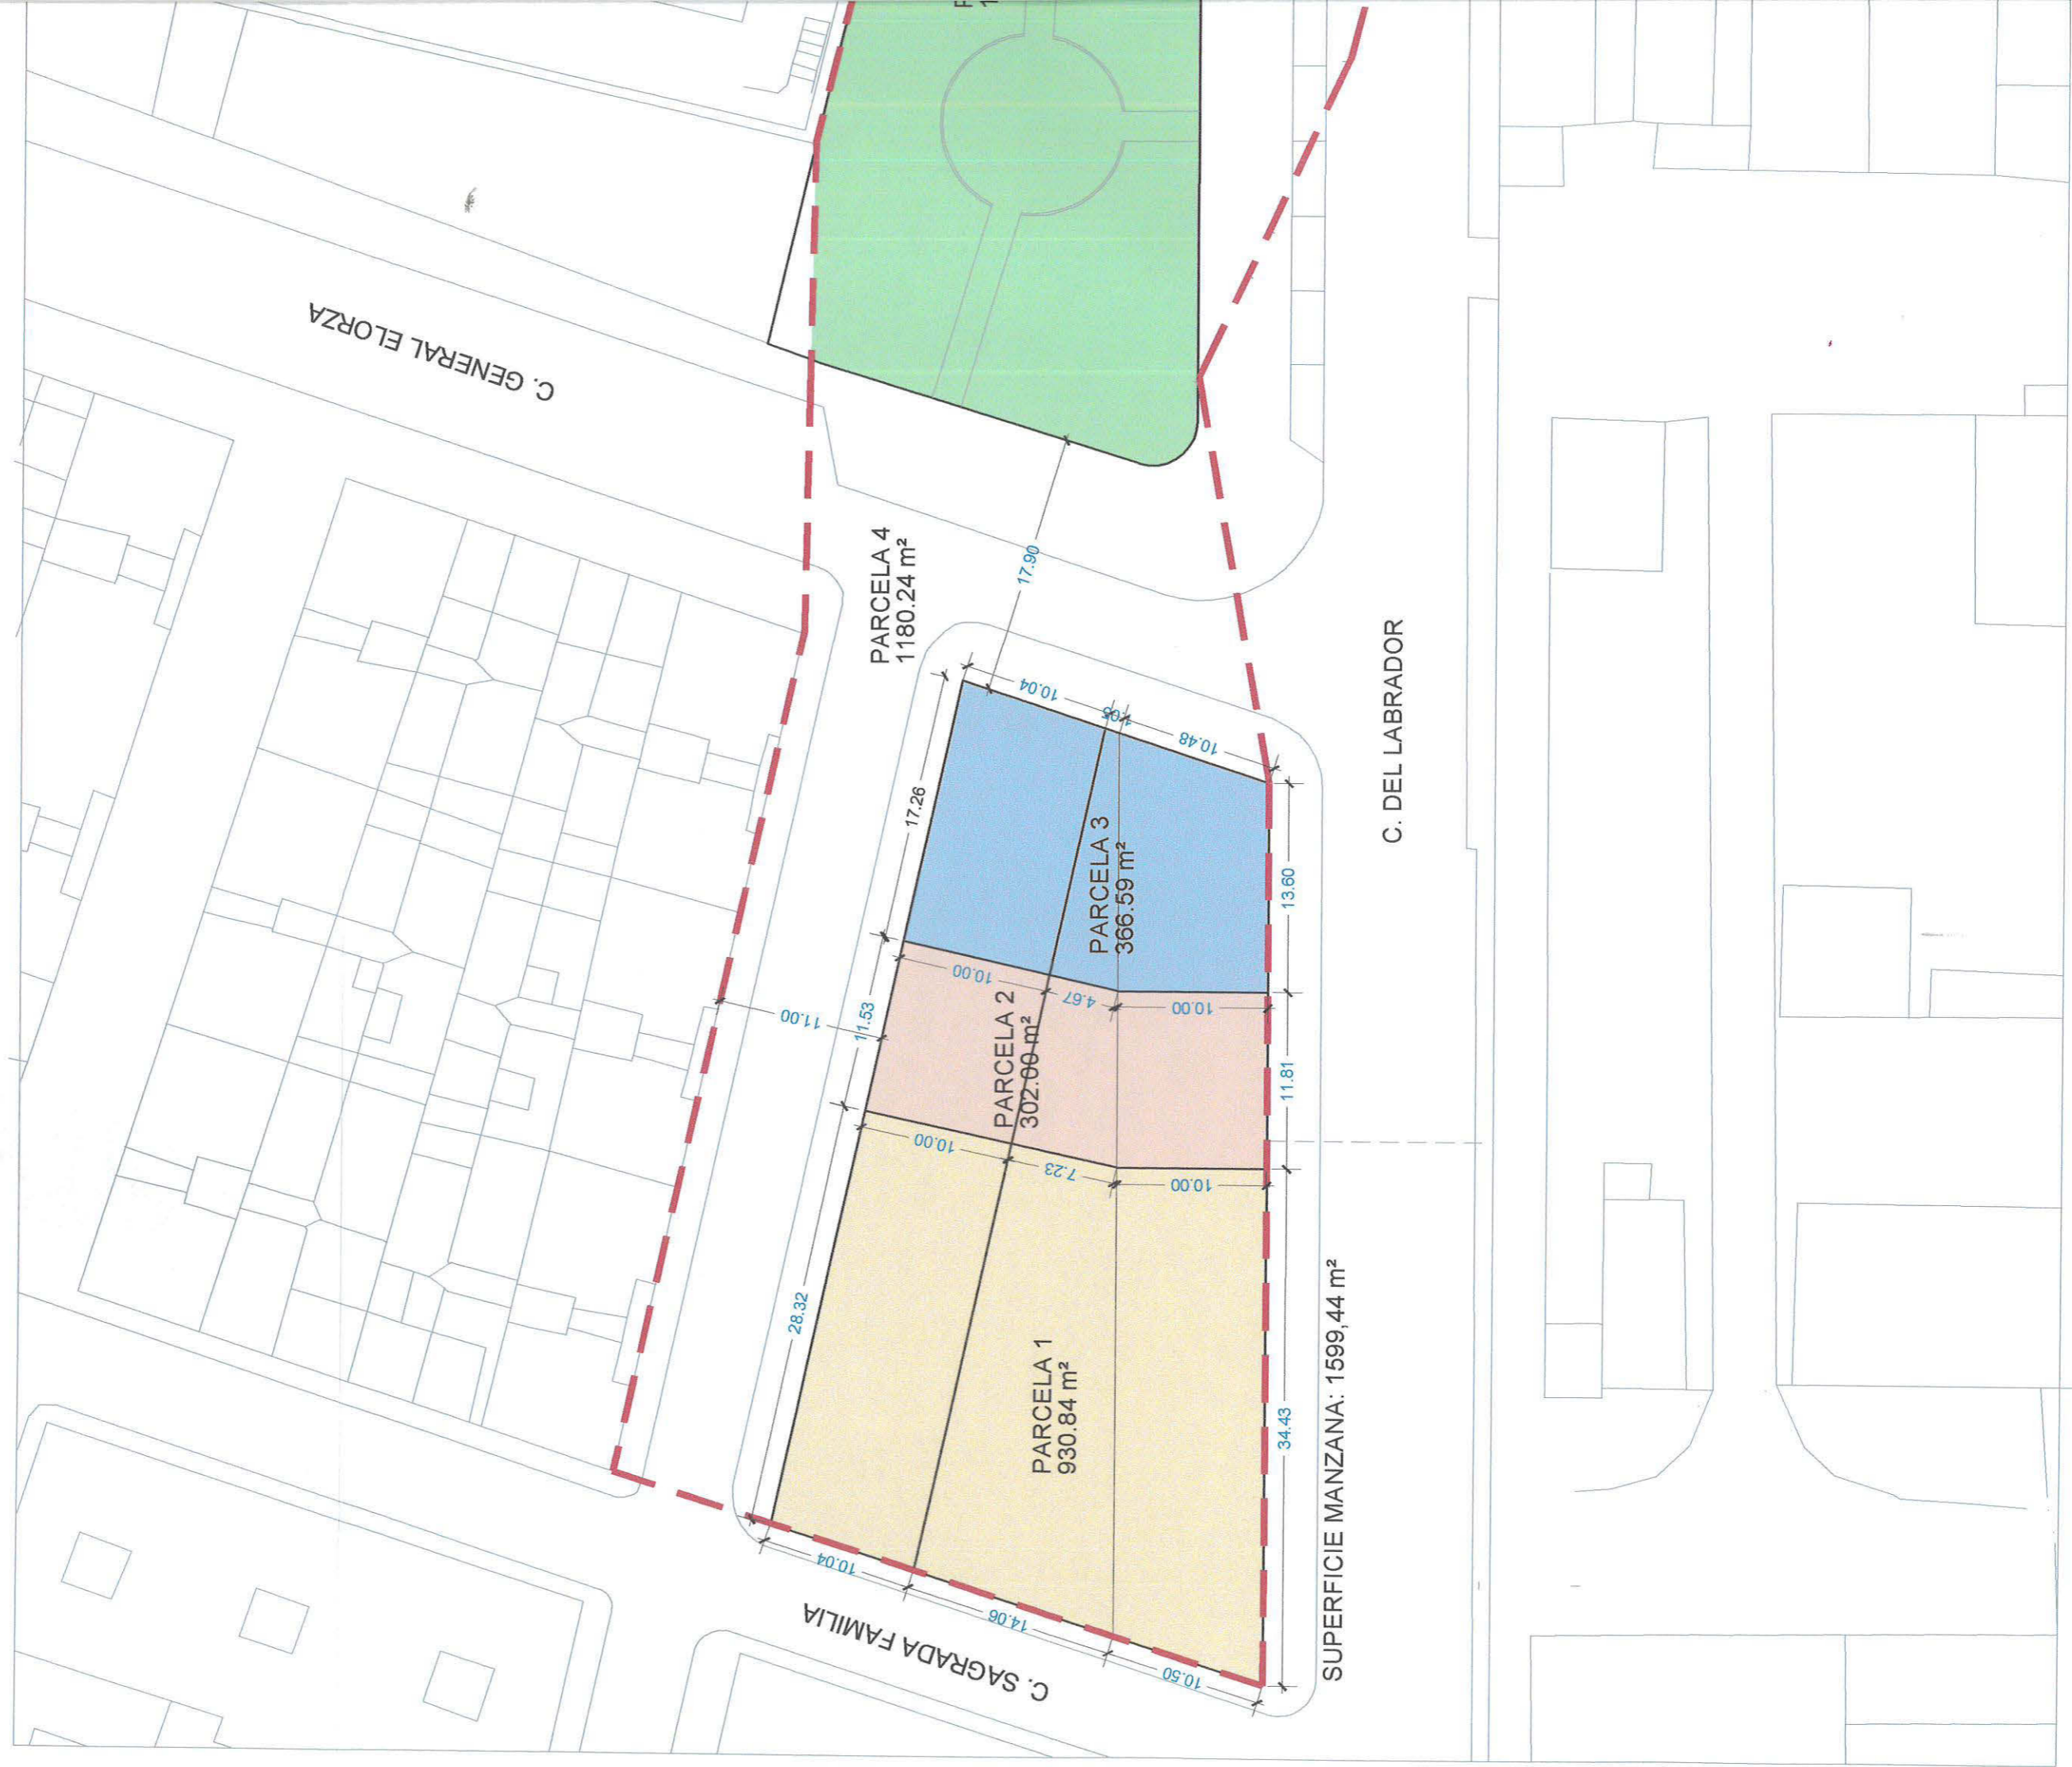 C. GENERAL ELORZA
PARCELA 4
1180.24 m²
17.90
10.04
1.05
10.48
17.26
C. DEL LABRADOR
PARCELA 3
366.59 m²
13.60
10.00
4.67
10.00
11.00
11.53
PARCELA 2
302.00 m²
11.81
10.00
7.23
10.00
28.32
PARCELA 1
930.84 m²
34.43
SUPERFICIE MANZANA: 1599,44 m²
10.04
14.06
10.50
C. SAGRADA FAMILIA